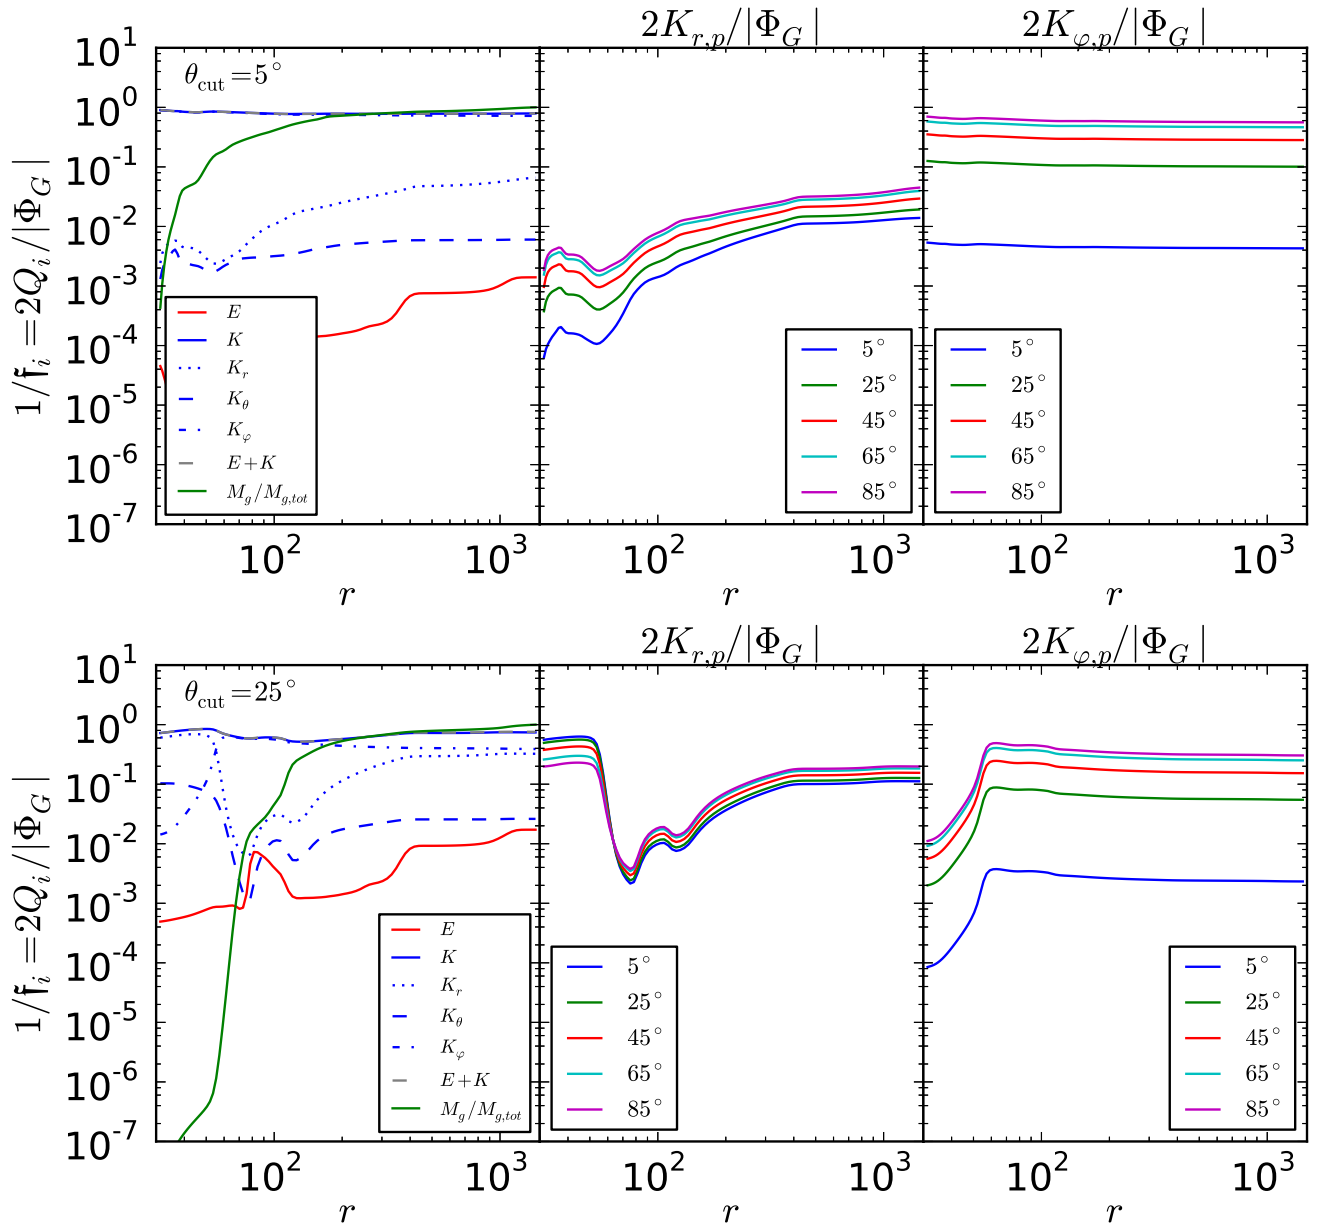 2K_{r,p}/|Φ_G|
2K_{φ,p}/|Φ_G|
θ_cut=5°
1/𝔣̃_i=2Q_i/|Φ_G|
10^1
10^0
10^-1
10^-2
10^-3
10^-4
10^-5
10^-6
10^-7
E
K
K_r
K_θ
K_φ
E+K
M_g/M_{g,tot}
5°
25°
45°
65°
85°
5°
25°
45°
65°
85°
10^2 10^3 10^2 10^3 10^2 10^3
r r r
2K_{r,p}/|Φ_G|
2K_{φ,p}/|Φ_G|
θ_cut=25°
1/𝔣̃_i=2Q_i/|Φ_G|
10^1
10^0
10^-1
10^-2
10^-3
10^-4
10^-5
10^-6
10^-7
E
K
K_r
K_θ
K_φ
E+K
M_g/M_{g,tot}
5°
25°
45°
65°
85°
5°
25°
45°
65°
85°
10^2 10^3 10^2 10^3 10^2 10^3
r r r